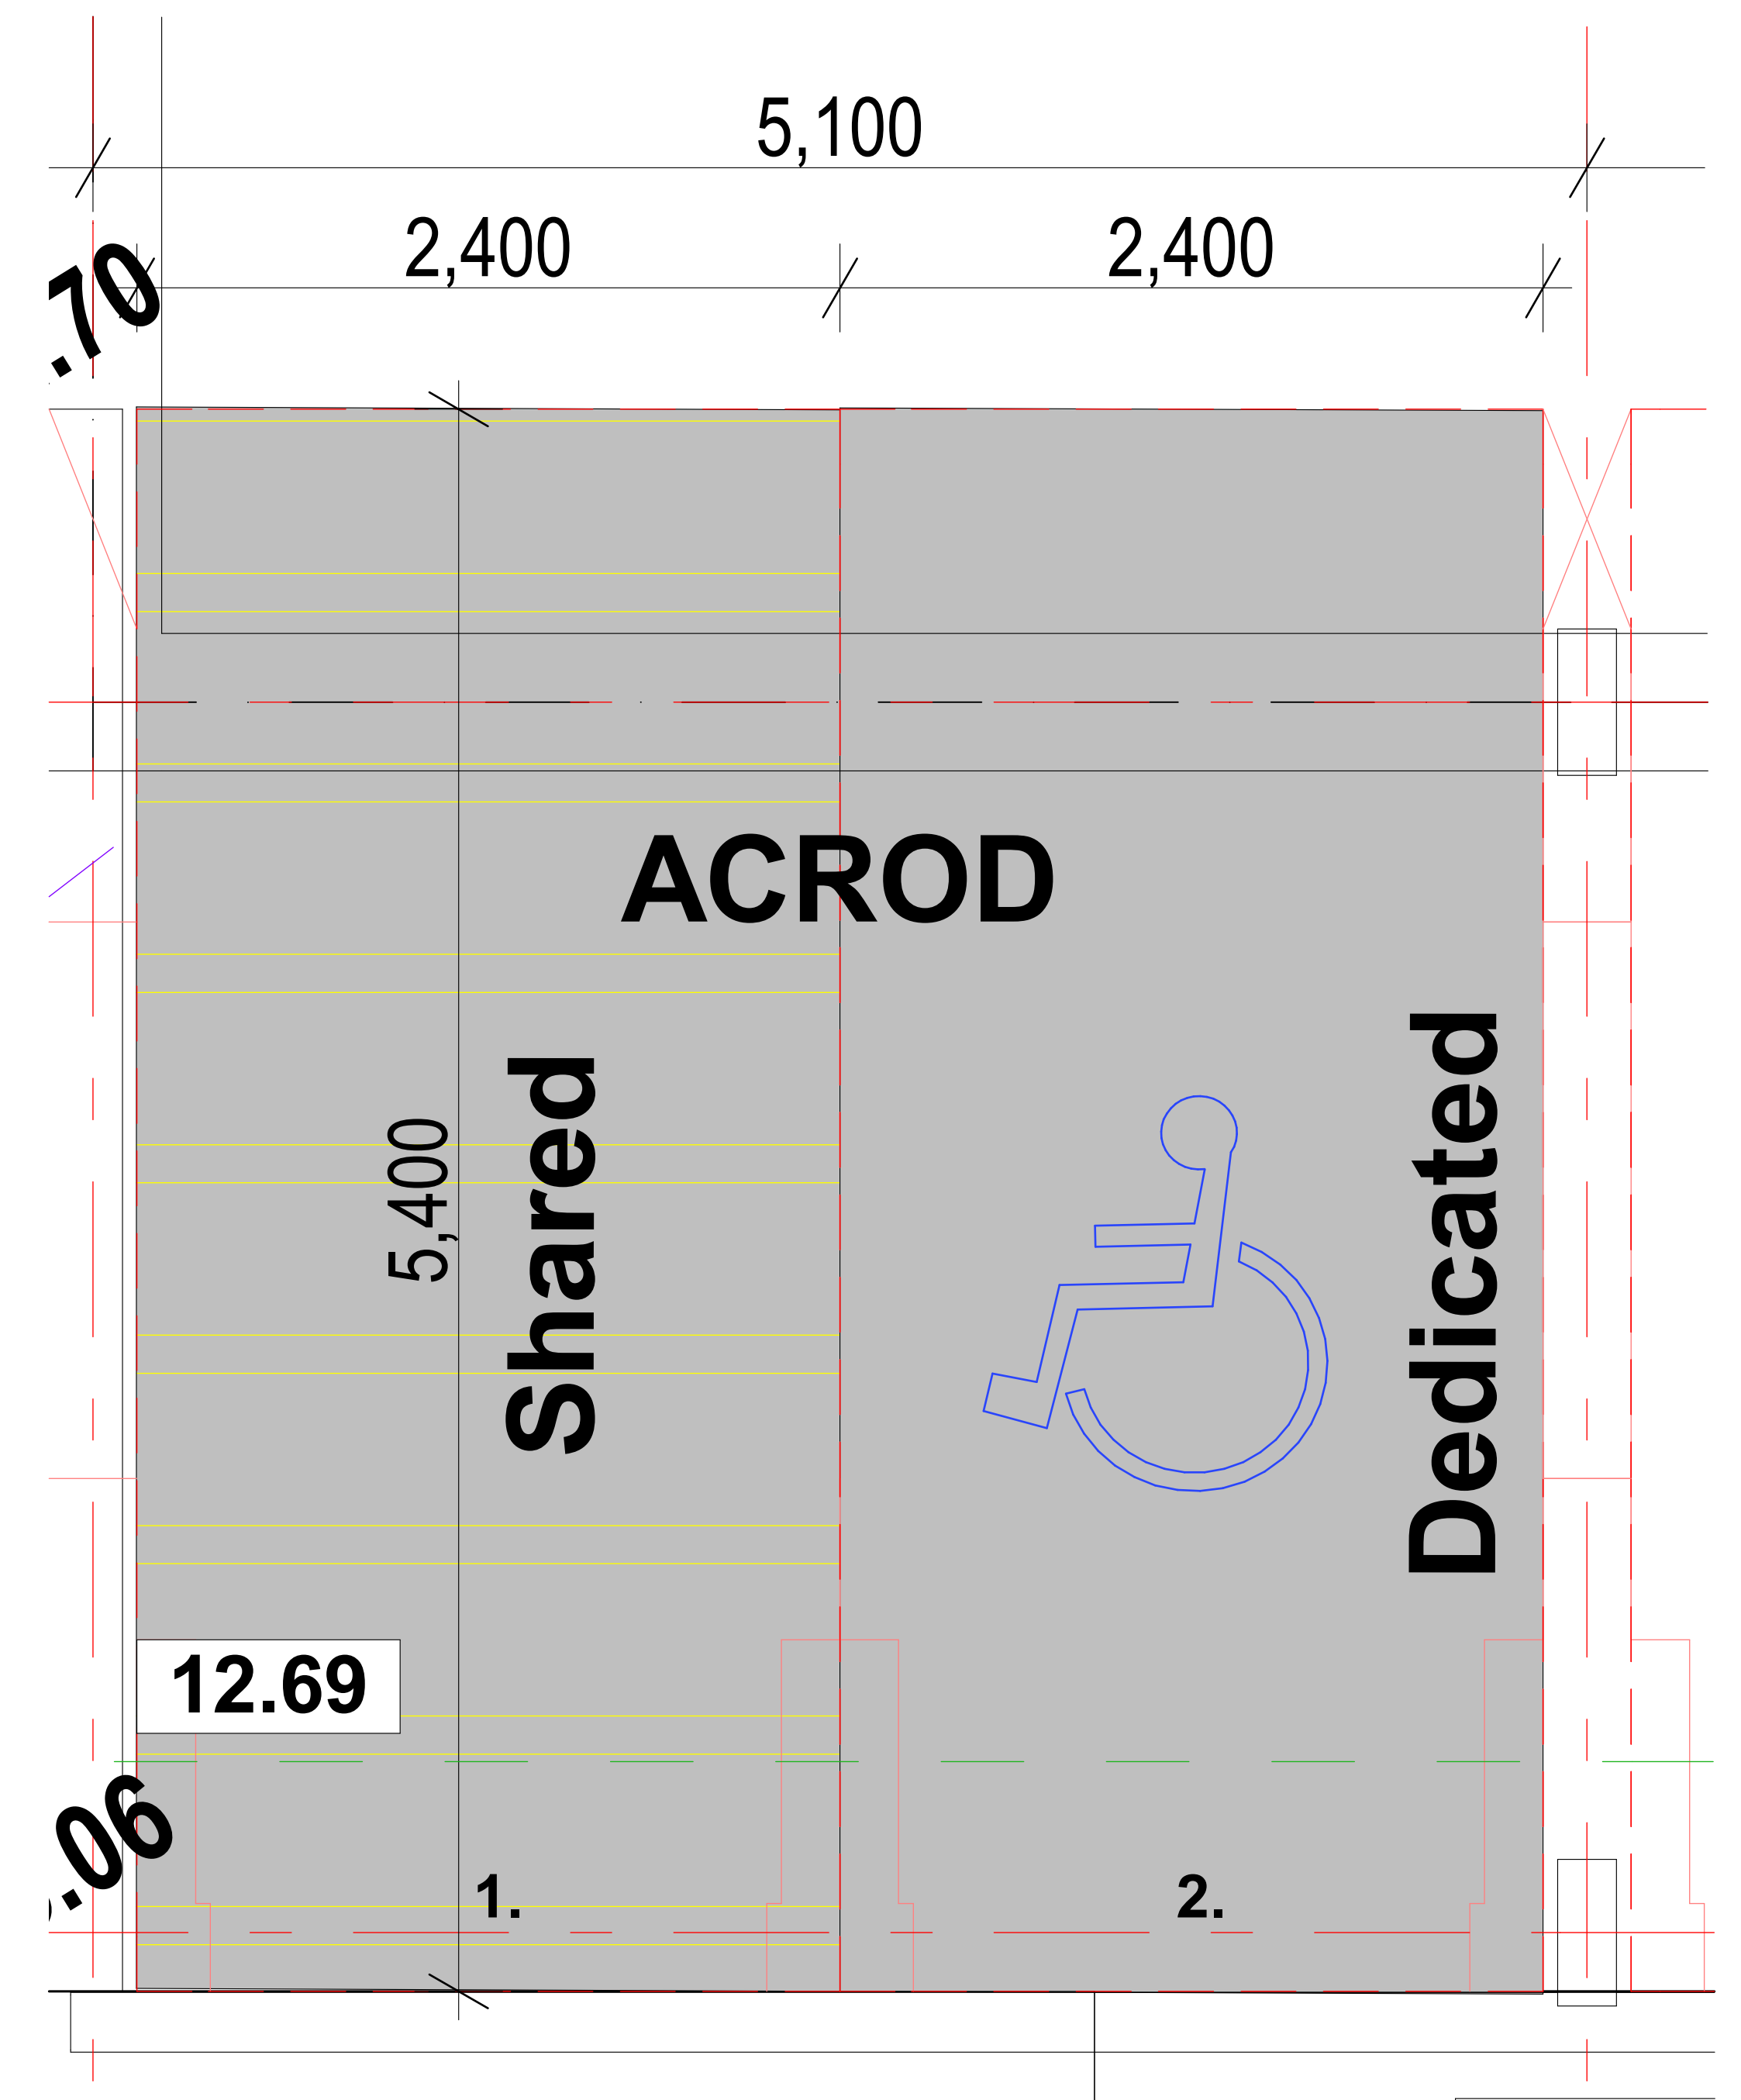 5,100
2,400 2,400
.70
ACROD
Shared
5,400
Dedicated
12.69
.06
1. 2.